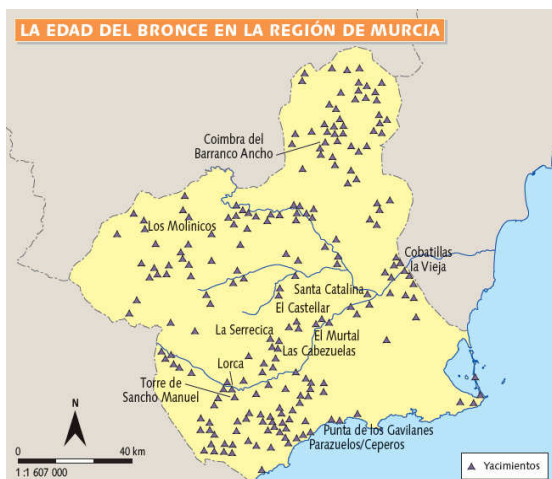 LA EDAD DEL BRONCE EN LA REGIÓN DE MURCIA
Coimbra del
Barranco Ancho
Los Molinicos
Cobatillas
la Vieja
Santa Catalina
El Castellar
La Serrecica
El Murtal
Las Cabezuelas
Lorca
Torre de
Sancho Manuel
Punta de los Gavilanes
Parazuelos/Ceperos
N
0 40 km
1 :1 607 000
Yacimientos